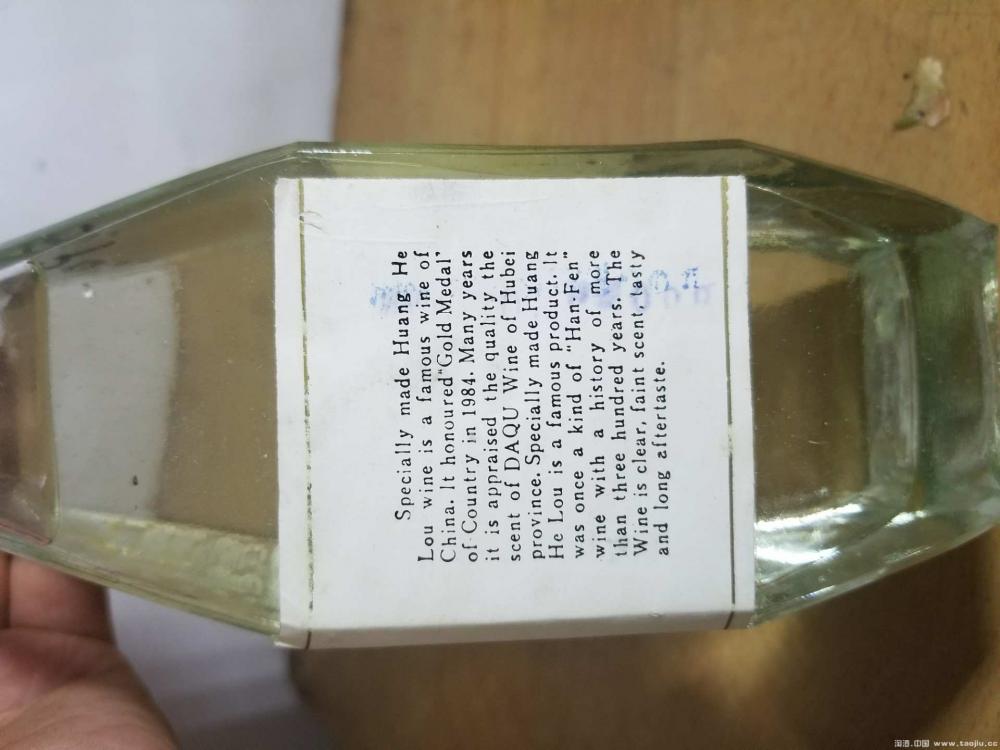 Specially made Huang He
Lou wine is a famous wine of
China. It honoured "Gold Medal"
of Country in 1984. Many years
it is appraised the quality the
scent of DAQU Wine of Hubei
province. Specially made Huang
He Lou is a famous product. It
was once a kind of "Han-Fen"
wine with a history of more
than three hundred years. The
Wine is clear, faint scent, tasty
and long aftertaste.
淘酒.中国 www.taojiu.cc